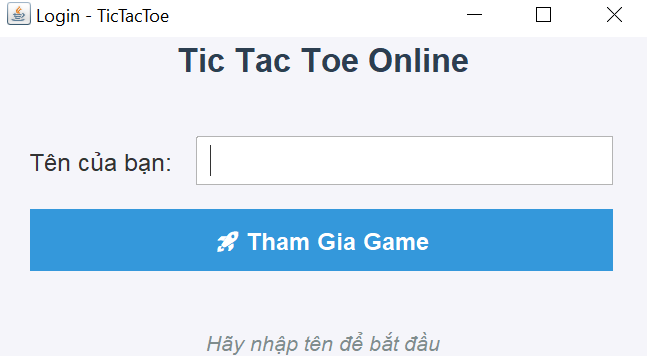 Login - TicTacToe
Tic Tac Toe Online
Tên của bạn:
🚀 Tham Gia Game
Hãy nhập tên để bắt đầu